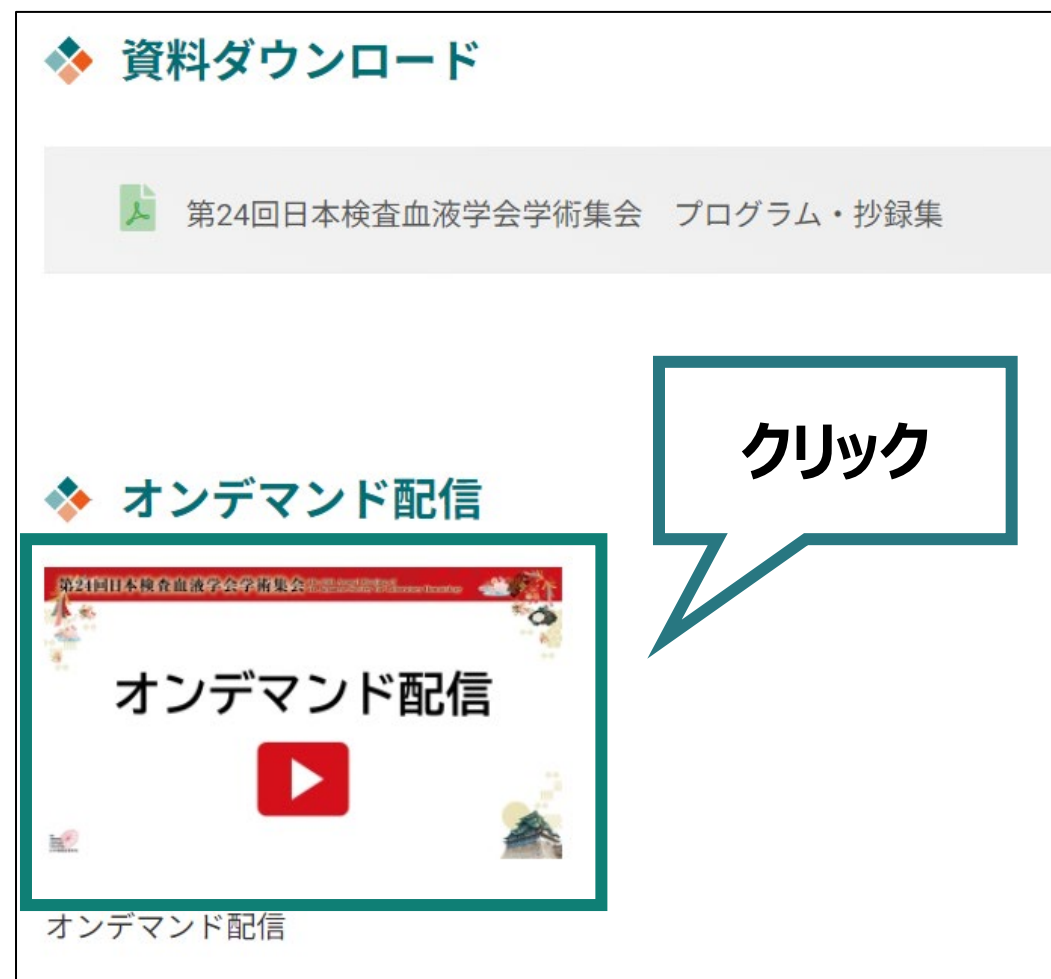 資料ダウンロード
第24回日本検査血液学会学術集会　プログラム・抄録集
クリック
オンデマンド配信
第24回日本検査血液学会学術集会
オンデマンド配信
オンデマンド配信